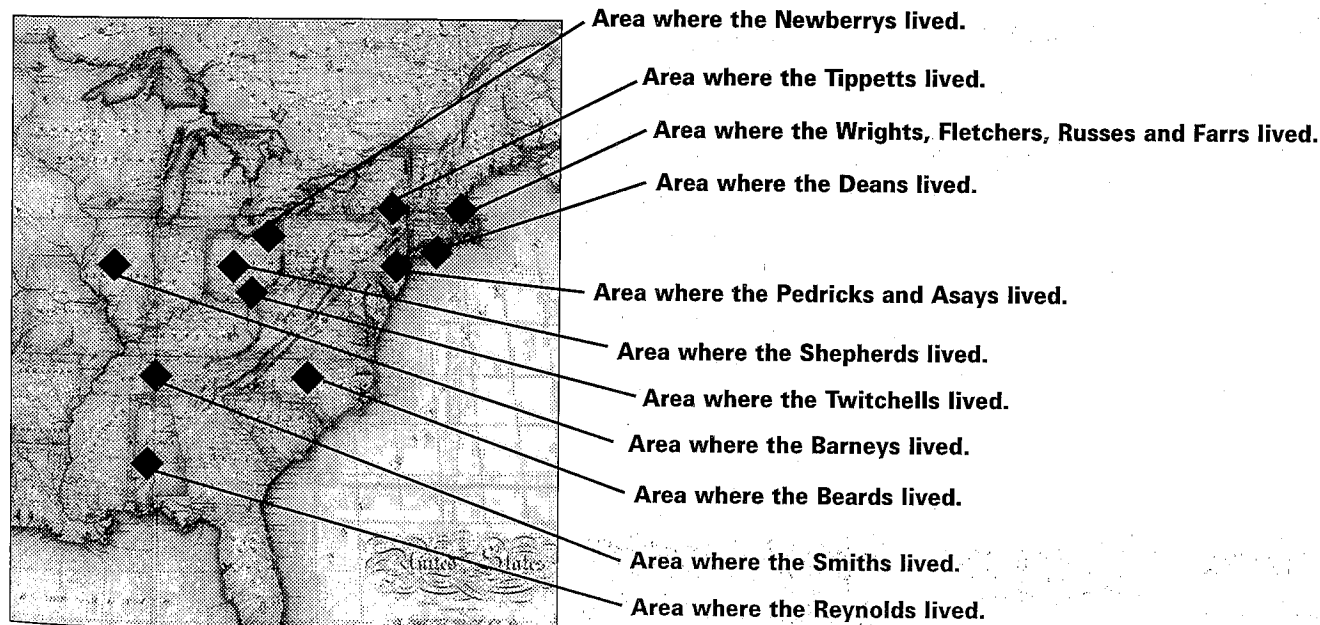 Area where the Newberrys lived.
Area where the Tippetts lived.
Area where the Wrights, Fletchers, Russes and Farrs lived.
Area where the Deans lived.
Area where the Pedricks and Asays lived.
Area where the Shepherds lived.
Area where the Twitchells lived.
Area where the Barneys lived.
Area where the Beards lived.
Area where the Smiths lived.
Area where the Reynolds lived.
United States